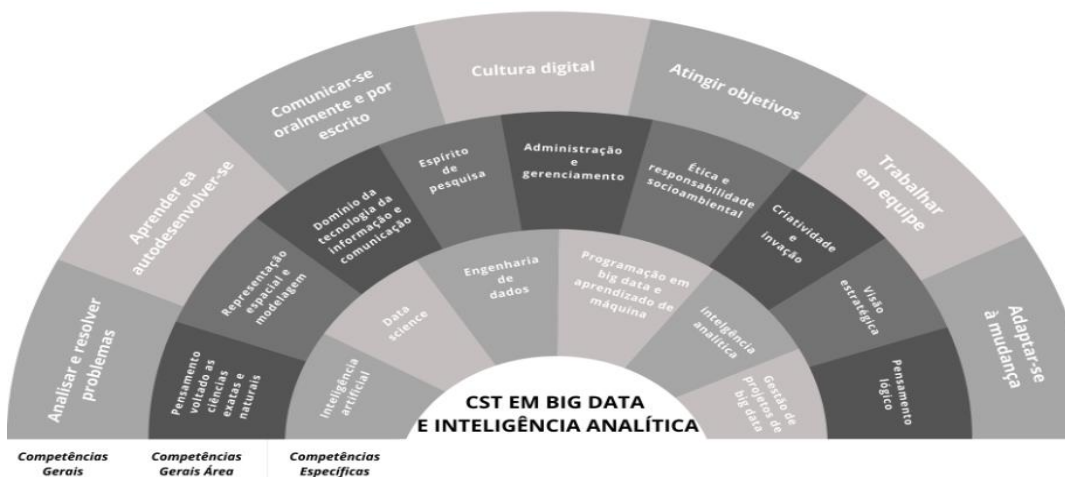 Analisar e resolver
problemas
Aprender ea
autodesenvolver-se
Comunicar-se
oralmente e por
escrito
Cultura digital
Atingir objetivos
Trabalhar
em equipe
Adaptar-se
à mudança
Pensamento
voltado as
ciências
exatas e
naturais
Representação
espacial e
modelagem
Domínio da
tecnologia da
informação e
comunicação
Espírito
de
pesquisa
Administração
e
gerenciamento
Ética e
responsabilidade
socioambiental
Criatividade
e
invação
Visão
estratégica
Pensamento
lógico
Inteligência
artificial
Data
science
Engenharia
de
dados
Programação em
big data e
aprendizado de
máquina
Intelgência
analítica
Gestão de
projetos de
big data
CST EM BIG DATA
E INTELIGÊNCIA ANALÍTICA
Competências
Gerais
Competências
Gerais Área
Competências
Específicas